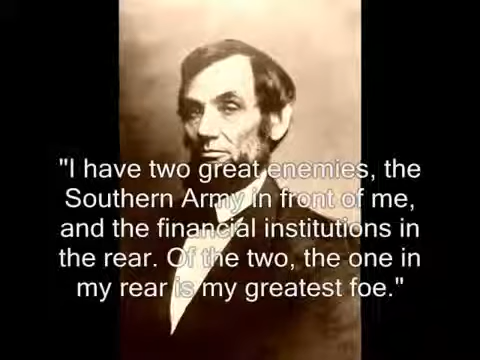 "I have two great enemies, the
Southern Army in front of me,
and the financial institutions in
the rear. Of the two, the one in
my rear is my greatest foe."